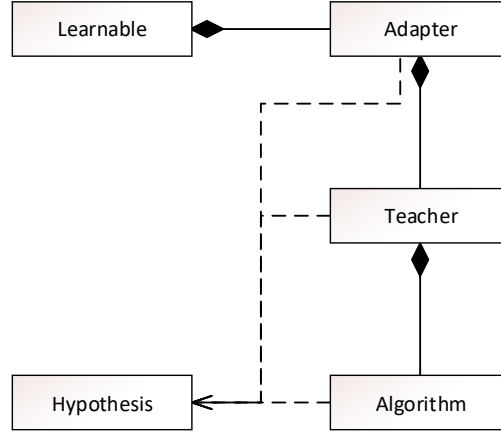 Learnable
Adapter
Teacher
Hypothesis
Algorithm